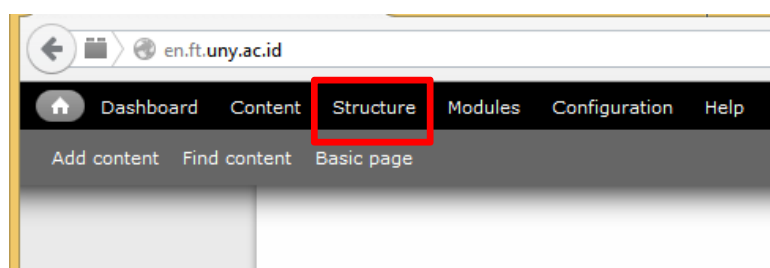 en.ft.uny.ac.id
Dashboard Content Structure Modules Configuration Help
Add content Find content Basic page